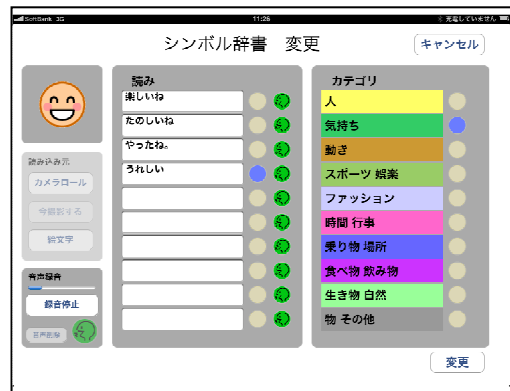 SoftBank 3G
11:26
充電していません
シンボル辞書 変更
キャンセル
読み
楽しいね
たのしいね
やったね。
うれしい
カテゴリ
人
気持ち
動き
スポーツ 娯楽
ファッション
時間 行事
乗り物 場所
食べ物 飲み物
生き物 自然
物 その他
読み込み元
カメラロール
今撮影する
絵文字
音声録音
録音停止
音声削除
変更